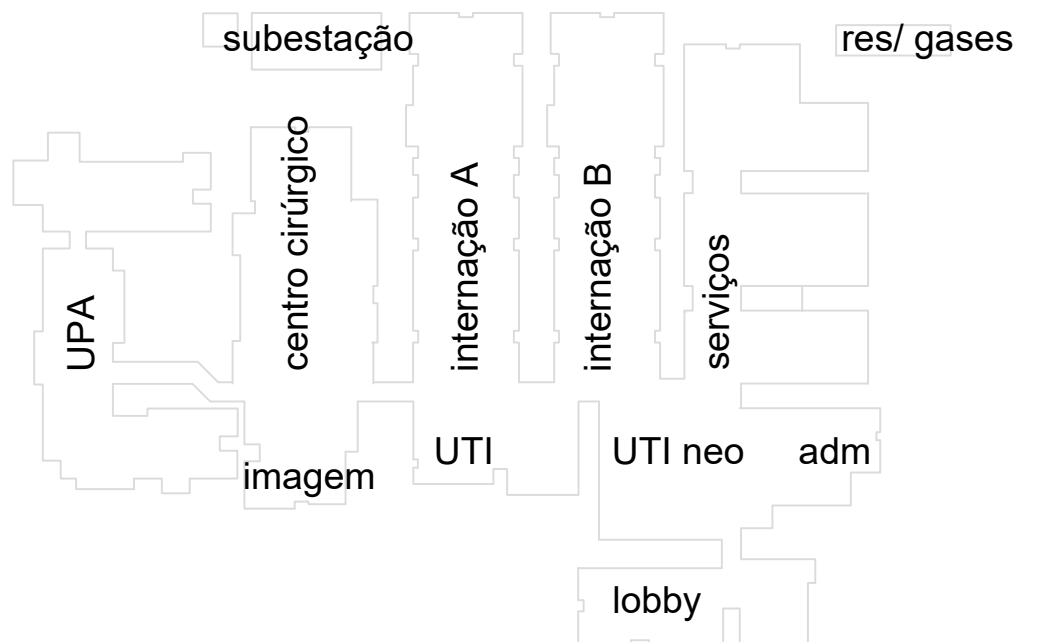 subestação
res/ gases
centro cirúrgico
internação A
internação B
serviços
UPA
UTI
UTI neo
adm
imagem
lobby